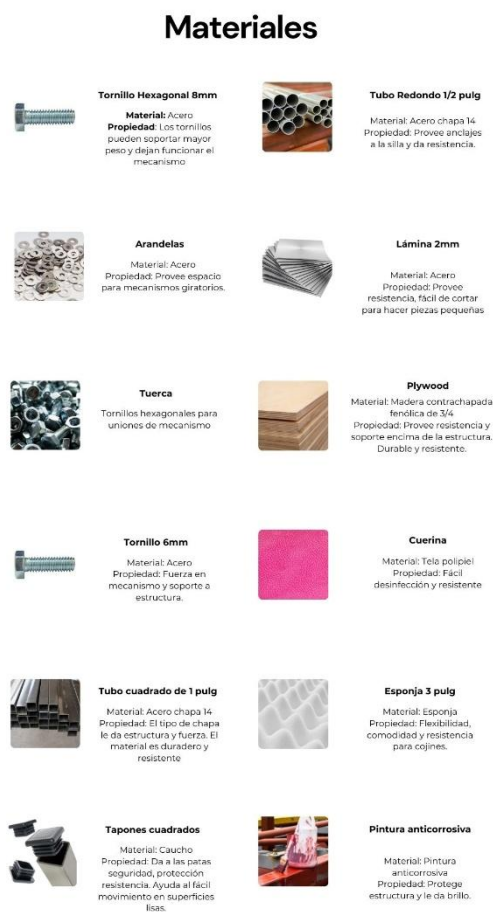 Materiales
Tornillo Hexagonal 8mm
Material: Acero
Propiedad: Los tornillos
pueden soportar mayor
peso y dejan funcionar el
mecanismo
Tubo Redondo 1/2 pulg
Material: Acero chapa 14
Propiedad: Provee anclajes
a la silla y da resistencia.
Arandelas
Material: Acero
Propiedad: Provee espacio
para mecanismos giratorios.
Lámina 2mm
Material: Acero
Propiedad: Provee
resistencia, fácil de cortar
para hacer piezas pequeñas
Tuerca
Tornillos hexagonales para
uniones de mecanismo
Plywood
Material: Madera contrachapada
fenólica de 3/4
Propiedad: Provee resistencia y
soporte encima de la estructura.
Durable y resistente.
Tornillo 6mm
Material: Acero
Propiedad: Fuerza en
mecanismo y soporte a
estructura.
Cuerina
Material: Tela polipiel
Propiedad: Fácil
desinfección y resistente
Tubo cuadrado de 1 pulg
Material: Acero chapa 14
Propiedad: El tipo de chapa
le da estructura y fuerza. El
material es duradero y
resistente
Esponja 3 pulg
Material: Esponja
Propiedad: Flexibilidad,
comodidad y resistencia
para cojines.
Tapones cuadrados
Material: Caucho
Propiedad: Da a las patas
seguridad, protección
resistencia. Ayuda al fácil
movimiento en superficies
lisas.
Pintura anticorrosiva
Material: Pintura
anticorrosiva
Propiedad: Protege
estructura y le da brillo.